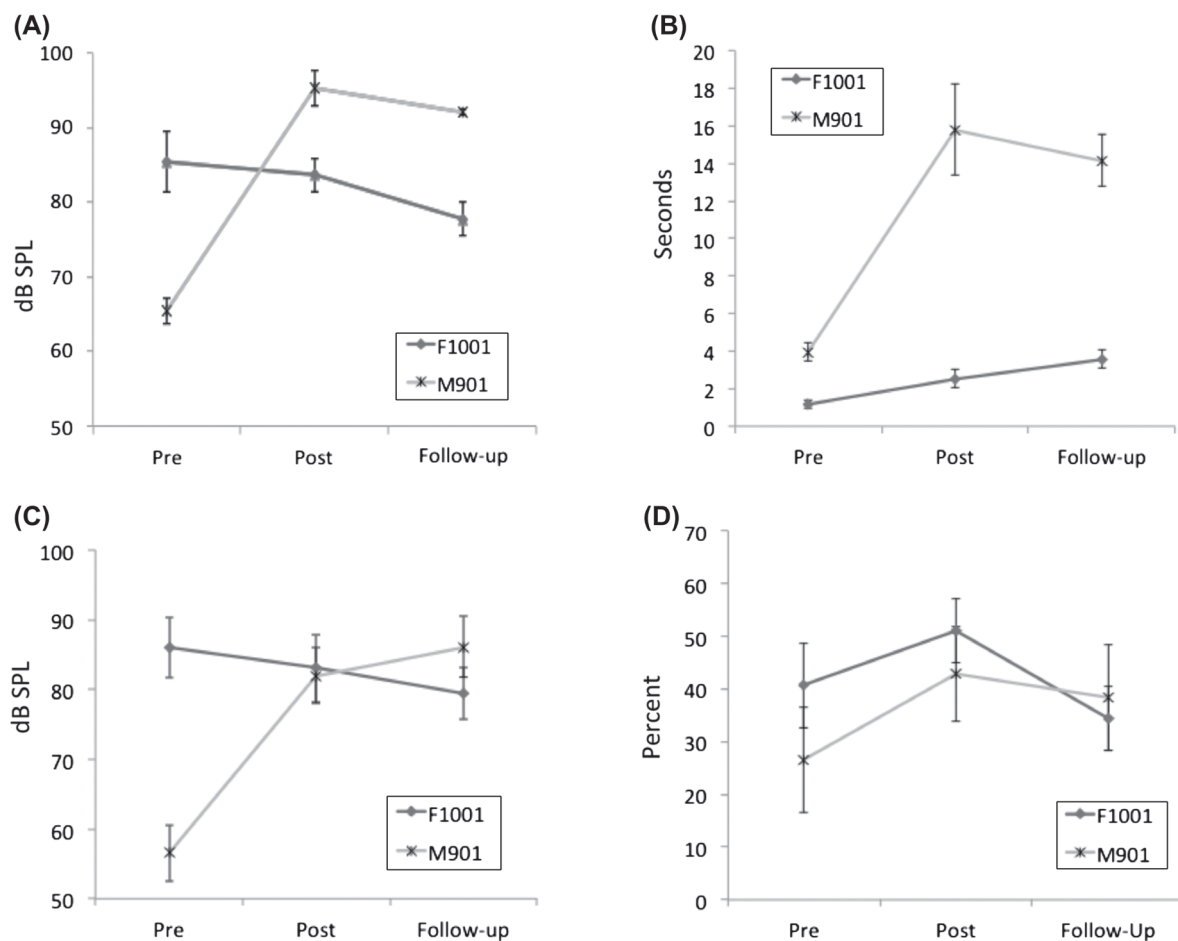 (A)
100
90
80
70
60
50
dB SPL
F1001
M901
Pre Post Follow-up
(B)
20
18
16
14
12
10
8
6
4
2
0
Seconds
F1001
M901
Pre Post Follow-up
(C)
100
90
80
70
60
50
dB SPL
F1001
M901
Pre Post Follow-up
(D)
70
60
50
40
30
20
10
0
Percent
F1001
M901
Pre Post Follow-Up